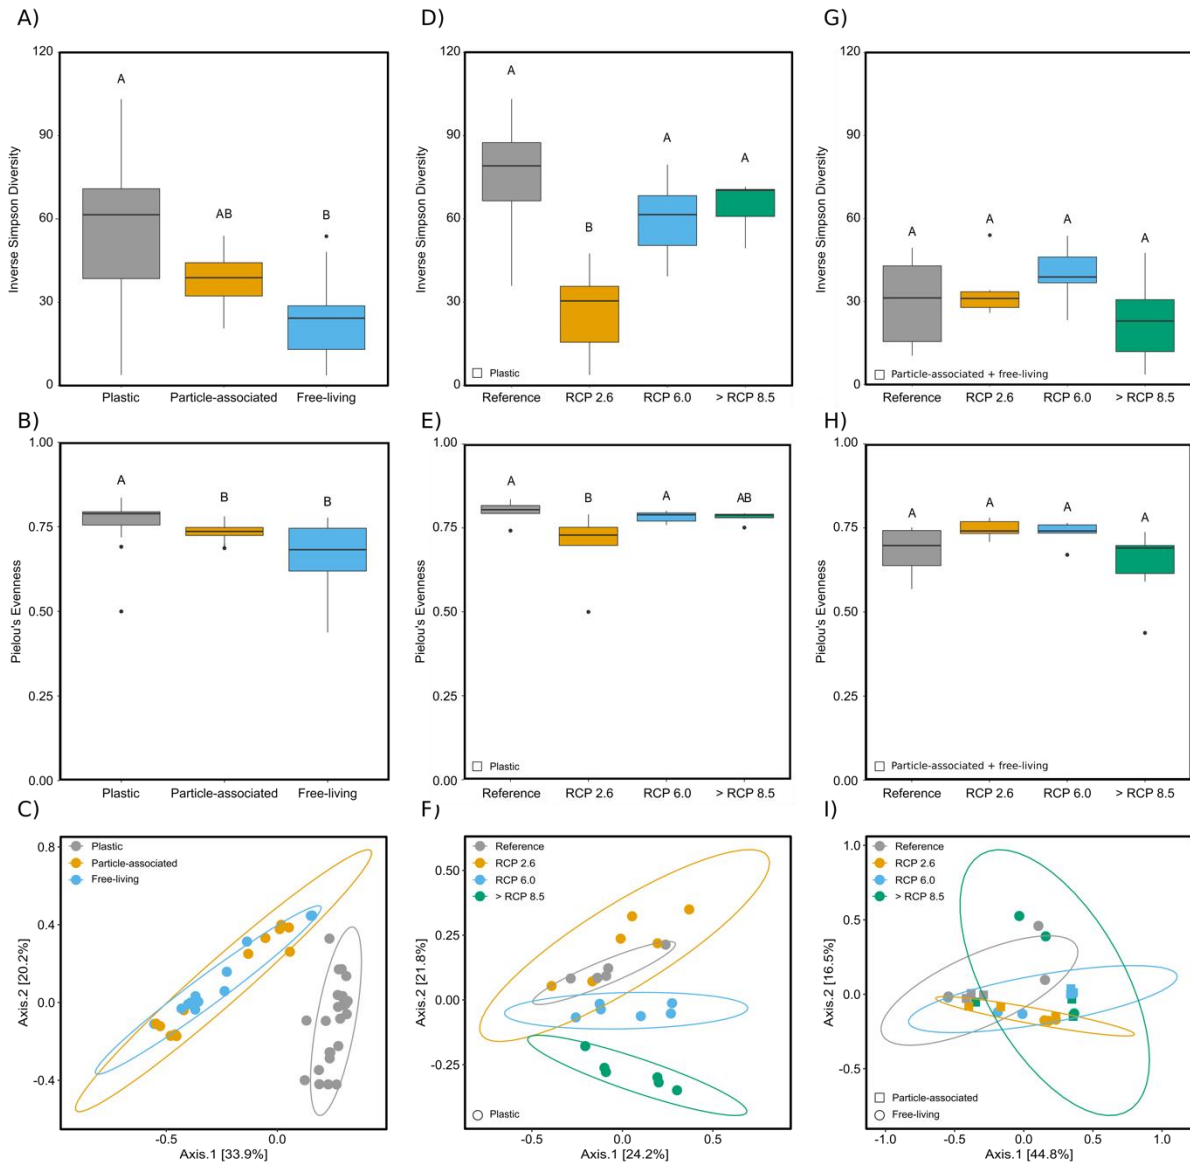 A)
Inverse Simpson Diversity
120
90
60
30
0
A
AB
B
Plastic
Particle-associated
Free-living
D)
Inverse Simpson Diversity
120
90
60
30
0
A
B
A
A
Plastic
Reference
RCP 2.6
RCP 6.0
> RCP 8.5
G)
Inverse Simpson Diversity
120
90
60
30
0
A
A
A
A
Particle-associated + free-living
Reference
RCP 2.6
RCP 6.0
> RCP 8.5
B)
Pielou's Evenness
1.00
0.75
0.50
0.25
0.00
A
B
B
Plastic
Particle-associated
Free-living
E)
Pielou's Evenness
1.00
0.75
0.50
0.25
0.00
A
B
A
AB
Plastic
Reference
RCP 2.6
RCP 6.0
> RCP 8.5
H)
Pielou's Evenness
1.00
0.75
0.50
0.25
0.00
A
A
A
A
Particle-associated + free-living
Reference
RCP 2.6
RCP 6.0
> RCP 8.5
C)
Axis.2 [20.2%]
0.8
0.4
0.0
-0.4
Plastic
Particle-associated
Free-living
-0.5
0.0
Axis.1 [33.9%]
F)
Axis.2 [21.8%]
0.50
0.25
0.00
-0.25
Reference
RCP 2.6
RCP 6.0
> RCP 8.5
Plastic
-0.5
0.0
0.5
Axis.1 [24.2%]
I)
Axis.2 [16.5%]
1.0
0.5
0.0
-0.5
Reference
RCP 2.6
RCP 6.0
> RCP 8.5
Particle-associated
Free-living
-1.0
-0.5
0.0
0.5
1.0
Axis.1 [44.8%]